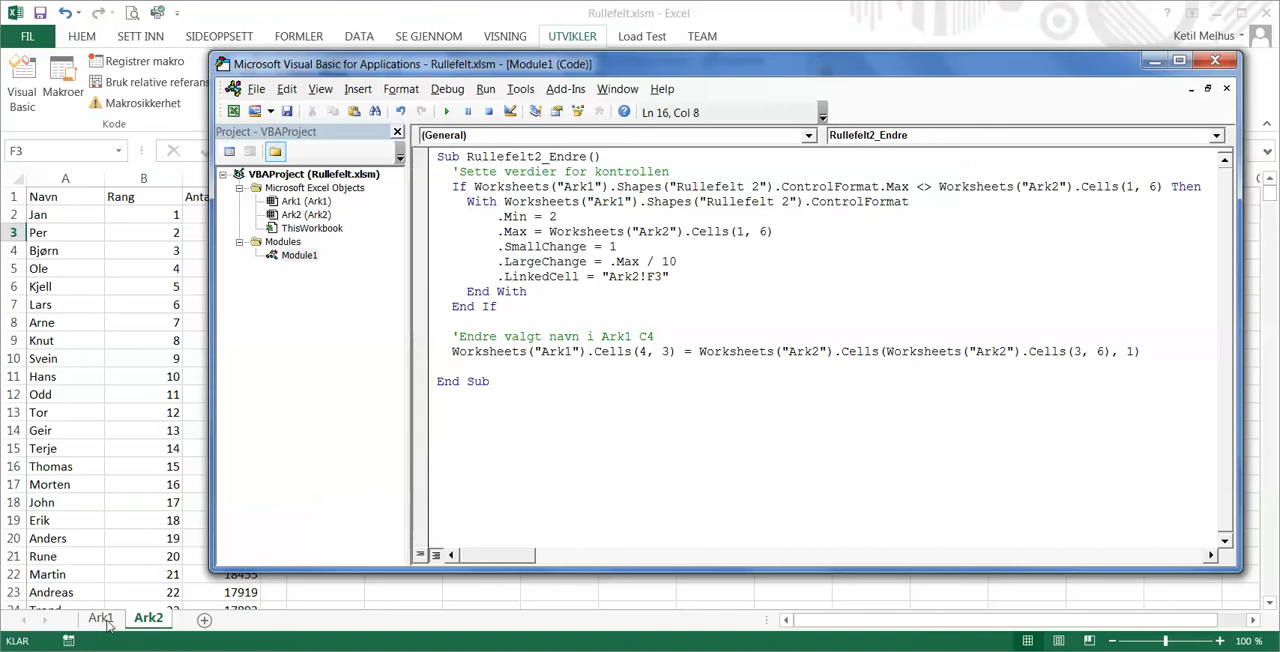 Rullefelt.xlsm - Excel
FIL HJEM SETT INN SIDEOPPSETT FORMLER DATA SE GJENNOM VISNING UTVIKLER Load Test TEAM Ketil Melhus
Visual Basic
Makroer
Registrer makro
Bruk relative referans
Makrosikkerhet
Kode
F3
Microsoft Visual Basic for Applications - Rullefelt.xlsm - [Module1 (Code)]
File Edit View Insert Format Debug Run Tools Add-Ins Window Help
Ln 16, Col 8
Project - VBAProject
VBAProject (Rullefelt.xlsm)
Microsoft Excel Objects
Ark1 (Ark1)
Ark2 (Ark2)
ThisWorkbook
Modules
Module1
(General) Rullefelt2_Endre
Sub Rullefelt2_Endre()
'Sette verdier for kontrollen
If Worksheets("Ark1").Shapes("Rullefelt 2").ControlFormat.Max <> Worksheets("Ark2").Cells(1, 6) Then
With Worksheets("Ark1").Shapes("Rullefelt 2").ControlFormat
.Min = 2
.Max = Worksheets("Ark2").Cells(1, 6)
.SmallChange = 1
.LargeChange = .Max / 10
.LinkedCell = "Ark2!F3"
End With
End If
'Endre valgt navn i Ark1 C4
Worksheets("Ark1").Cells(4, 3) = Worksheets("Ark2").Cells(Worksheets("Ark2").Cells(3, 6), 1)
End Sub
A B
1 Navn Rang Anta
2 Jan 1
3 Per 2
4 Bjørn 3
5 Ole 4
6 Kjell 5
7 Lars 6
8 Arne 7
9 Knut 8
10 Svein 9
11 Hans 10
12 Odd 11
13 Tor 12
14 Geir 13
15 Terje 14
16 Thomas 15
17 Morten 16
18 John 17
19 Erik 18
20 Anders 19
21 Rune 20
22 Martin 21 18455
23 Andreas 22 17919
Ark1 Ark2
KLAR 100 %